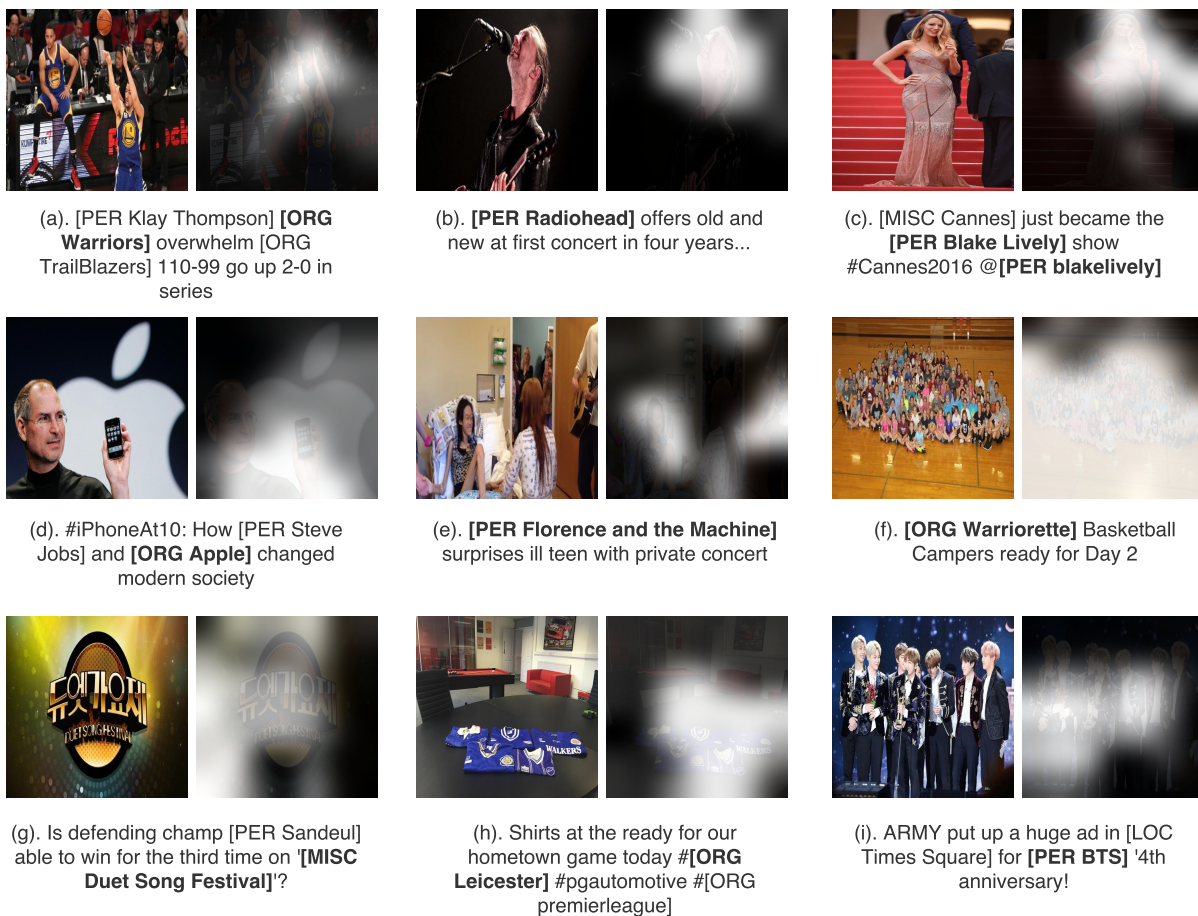 (a). [PER Klay Thompson] [ORG
Warriors] overwhelm [ORG
TrailBlazers] 110-99 go up 2-0 in
series
(b). [PER Radiohead] offers old and
new at first concert in four years...
(c). [MISC Cannes] just became the
[PER Blake Lively] show
#Cannes2016 @[PER blakelively]
(d). #iPhoneAt10: How [PER Steve
Jobs] and [ORG Apple] changed
modern society
(e). [PER Florence and the Machine]
surprises ill teen with private concert
(f). [ORG Warriorette] Basketball
Campers ready for Day 2
듀엣가요제
DUET SONG FESTIVAL
WALKERS
(g). Is defending champ [PER Sandeul]
able to win for the third time on '[MISC
Duet Song Festival]'?
(h). Shirts at the ready for our
hometown game today #[ORG
Leicester] #pgautomotive #[ORG
premierleague]
(i). ARMY put up a huge ad in [LOC
Times Square] for [PER BTS] '4th
anniversary!